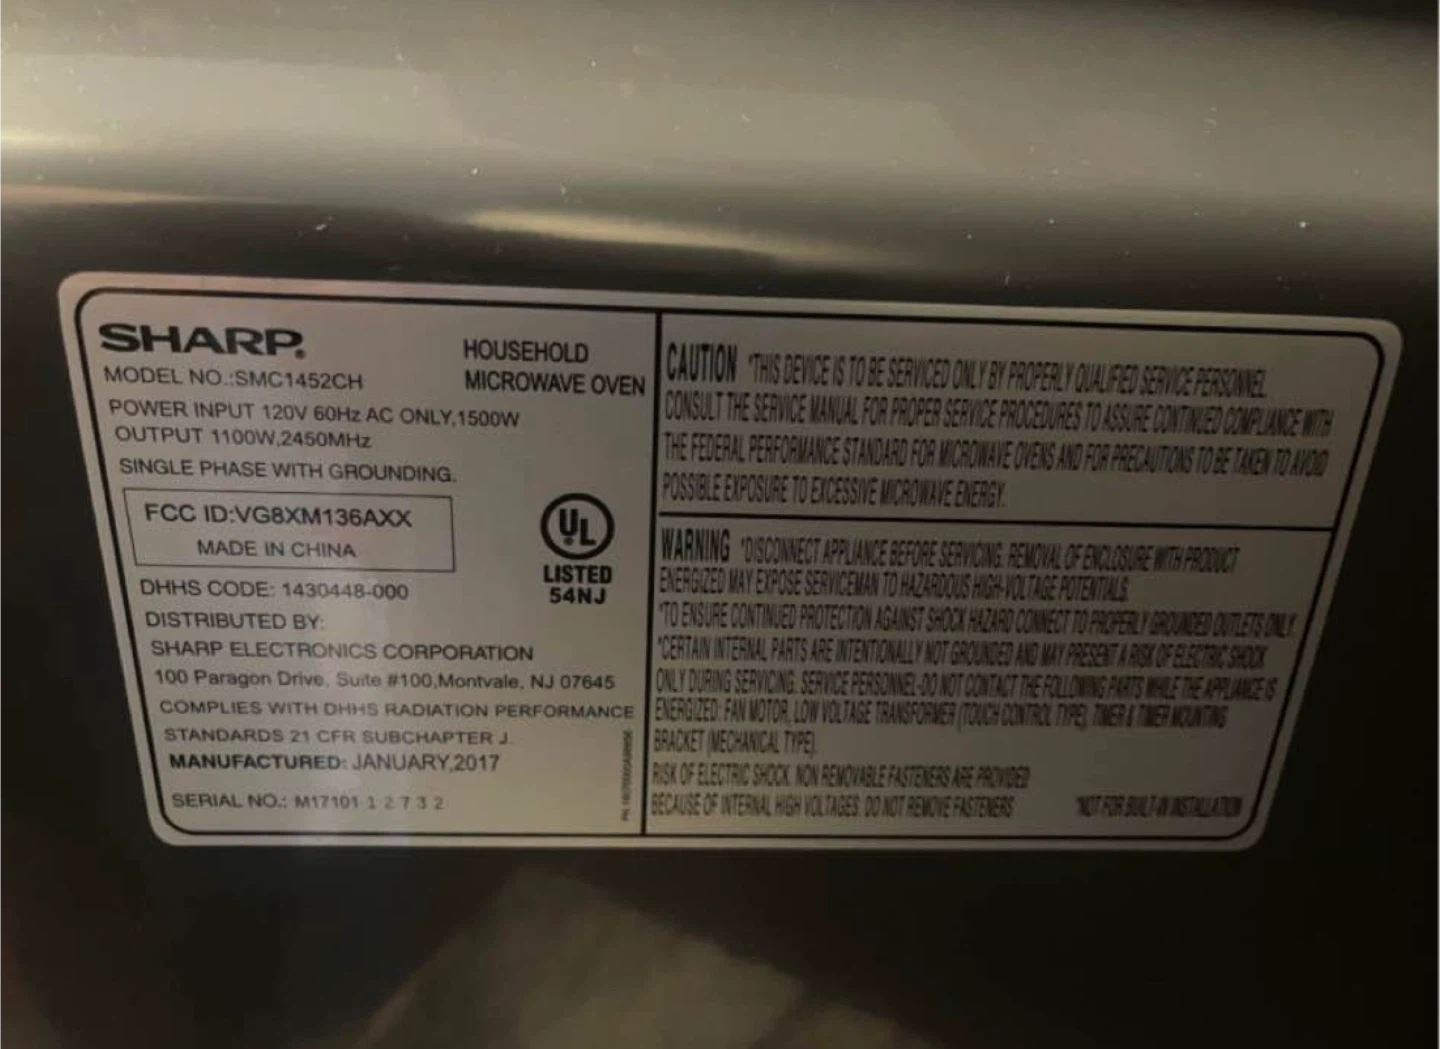 SHARP
HOUSEHOLD
MICROWAVE OVEN
MODEL NO.:SMC1452CH
POWER INPUT 120V 60Hz AC ONLY,1500W
OUTPUT 1100W,2450MHz
SINGLE PHASE WITH GROUNDING.
FCC ID:VG8XM136AXX
MADE IN CHINA
UL
LISTED
54NJ
DHHS CODE: 1430448-000
DISTRIBUTED BY:
SHARP ELECTRONICS CORPORATION
100 Paragon Drive, Suite #100,Montvale, NJ 07645
COMPLIES WITH DHHS RADIATION PERFORMANCE
STANDARDS 21 CFR SUBCHAPTER J.
MANUFACTURED: JANUARY,2017
SERIAL NO.: M17101 1 2 7 3 2
CAUTION *THIS DEVICE IS TO BE SERVICED ONLY BY PROPERLY QUALIFIED SERVICE PERSONNEL.
CONSULT THE SERVICE MANUAL FOR PROPER SERVICE PROCEDURES TO ASSURE CONTINUED COMPLIANCE WITH
THE FEDERAL PERFORMANCE STANDARD FOR MICROWAVE OVENS AND FOR PRECAUTIONS TO BE TAKEN TO AVOID
POSSIBLE EXPOSURE TO EXCESSIVE MICROWAVE ENERGY.
WARNING *DISCONNECT APPLIANCE BEFORE SERVICING. REMOVAL OF ENCLOSURE WITH PRODUCT
ENERGIZED MAY EXPOSE SERVICEMAN TO HAZARDOUS HIGH-VOLTAGE POTENTIALS.
*TO ENSURE CONTINUED PROTECTION AGAINST SHOCK HAZARD CONNECT TO PROPERLY GROUNDED OUTLETS ONLY.
*CERTAIN INTERNAL PARTS ARE INTENTIONALLY NOT GROUNDED AND MAY PRESENT A RISK OF ELECTRIC SHOCK
ONLY DURING SERVICING. SERVICE PERSONNEL-DO NOT CONTACT THE FOLLOWING PARTS WHILE THE APPLIANCE IS
ENERGIZED: FAN MOTOR, LOW VOLTAGE TRANSFORMER (TOUCH CONTROL TYPE), TIMER & TIMER MOUNTING
BRACKET (MECHANICAL TYPE).
RISK OF ELECTRIC SHOCK. NON REMOVABLE FASTENERS ARE PROVIDED
BECAUSE OF INTERNAL HIGH VOLTAGES. DO NOT REMOVE FASTENERS
*NOT FOR BUILT-IN INSTALLATION